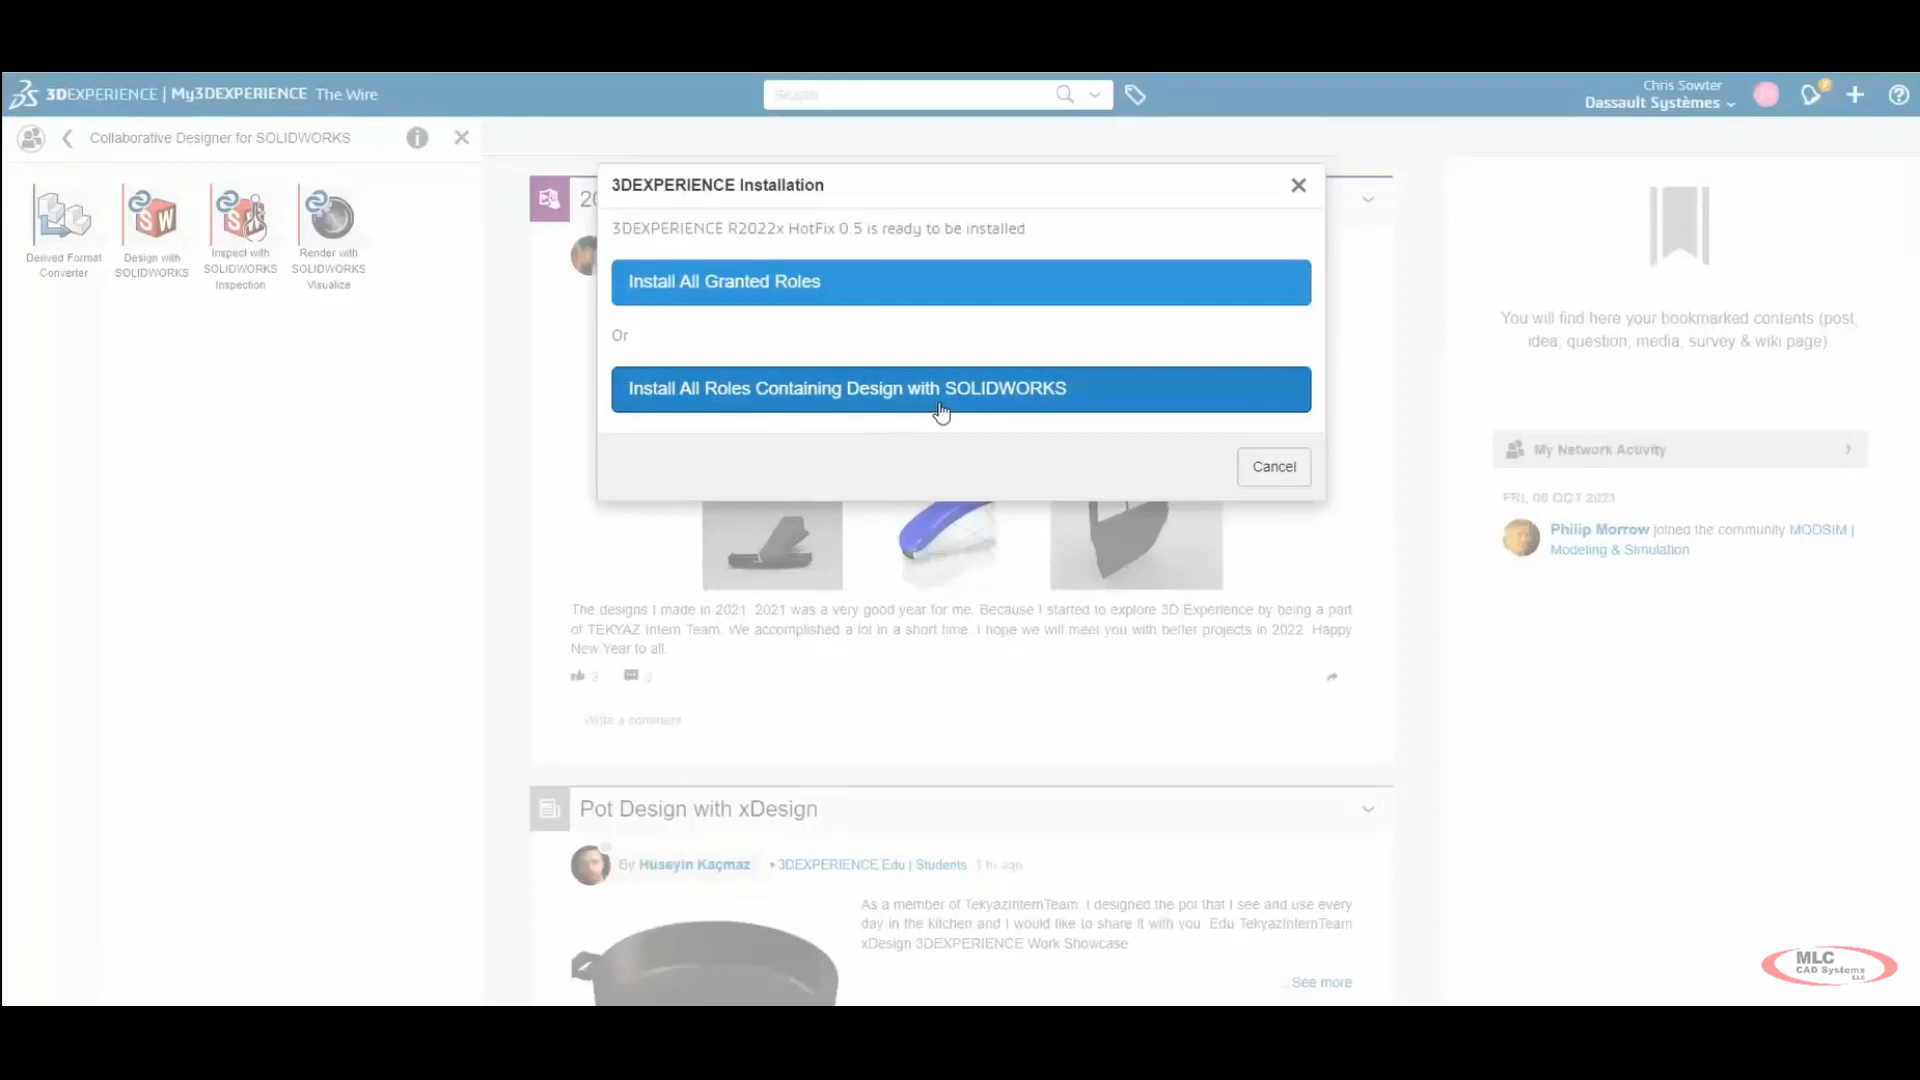 3DEXPERIENCE | My3DEXPERIENCE The Wire
Search
Chris Sowter
Dassault Systèmes
Collaborative Designer for SOLIDWORKS
Derived Format
Converter
Design with
SOLIDWORKS
Inspect with
SOLIDWORKS
Inspection
Render with
SOLIDWORKS
Visualize
3DEXPERIENCE Installation
3DEXPERIENCE R2022x HotFix 0.5 is ready to be installed
Install All Granted Roles
Or
Install All Roles Containing Design with SOLIDWORKS
Cancel
The designs I made in 2021. 2021 was a very good year for me. Because I started to explore 3D Experience by being a part
of TEKYAZ Intern Team. We accomplished a lot in a short time. I hope we will meet you with better projects in 2022. Happy
New Year to all.
Write a comment
Pot Design with xDesign
By Hüseyin Kaçmaz 3DEXPERIENCE Edu | Students 1 hr ago
As a member of TekyazInternTeam. I designed the pot that I see and use every
day in the kitchen and I would like to share it with you. Edu TekyazInternTeam
xDesign 3DEXPERIENCE Work Showcase
See more
You will find here your bookmarked contents (post,
idea, question, media, survey & wiki page)
My Network Activity
Philip Morrow joined the community MODSIM |
Modeling & Simulation
MLC
CAD Systems
LLC